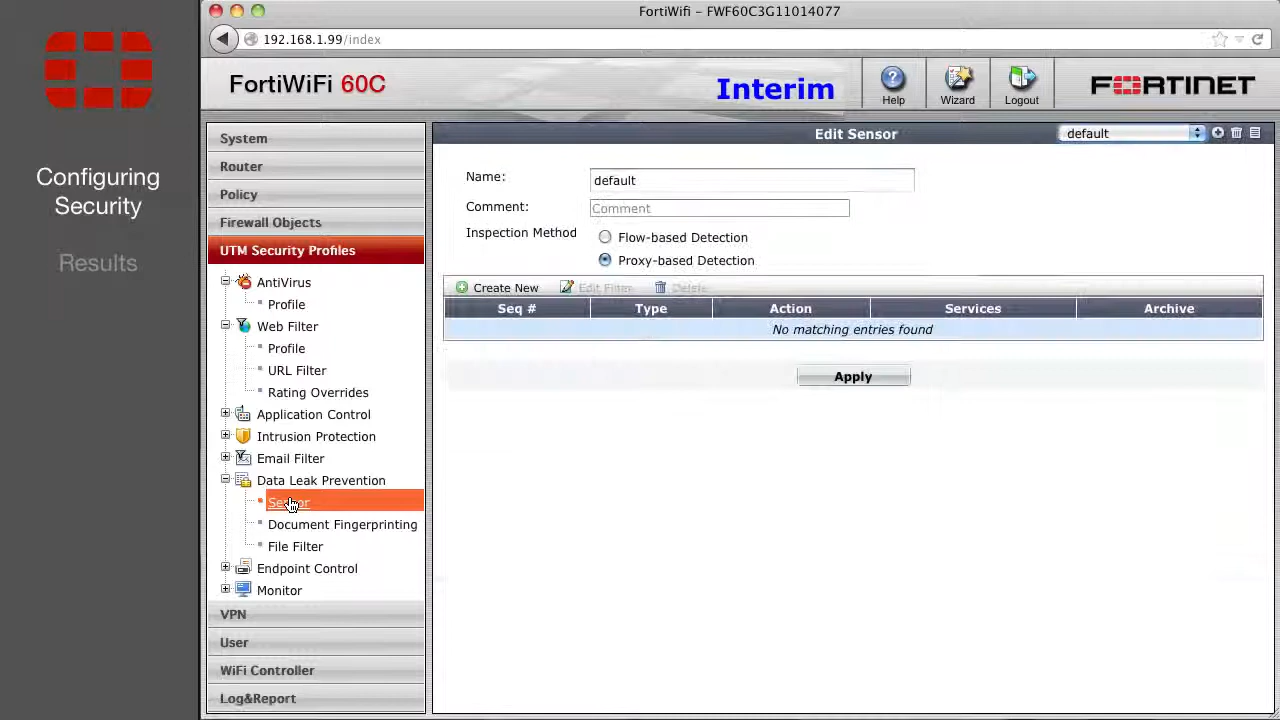 FortiWifi – FWF60C3G11014077
192.168.1.99/index
Configuring
Security
Results
FortiWiFi 60C
Interim
Help
Wizard
Logout
FORTINET
System
Router
Policy
Firewall Objects
UTM Security Profiles
AntiVirus
Profile
Web Filter
Profile
URL Filter
Rating Overrides
Application Control
Intrusion Protection
Email Filter
Data Leak Prevention
Sensor
Document Fingerprinting
File Filter
Endpoint Control
Monitor
VPN
User
WiFi Controller
Log&Report
Edit Sensor
default
Name:
default
Comment:
Comment
Inspection Method
Flow-based Detection
Proxy-based Detection
Create New
Edit Filter
Delete
Seq #
Type
Action
Services
Archive
No matching entries found
Apply